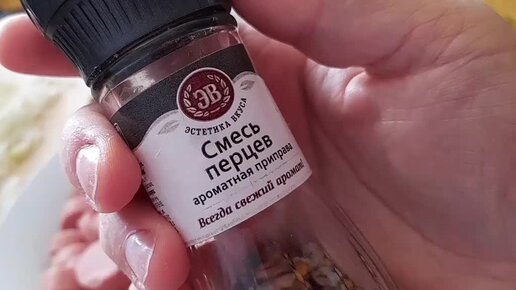 ЭВ
ЭСТЕТИКА ВКУСА
Смесь
перцев
ароматная приправа
Всегда свежий аромат!